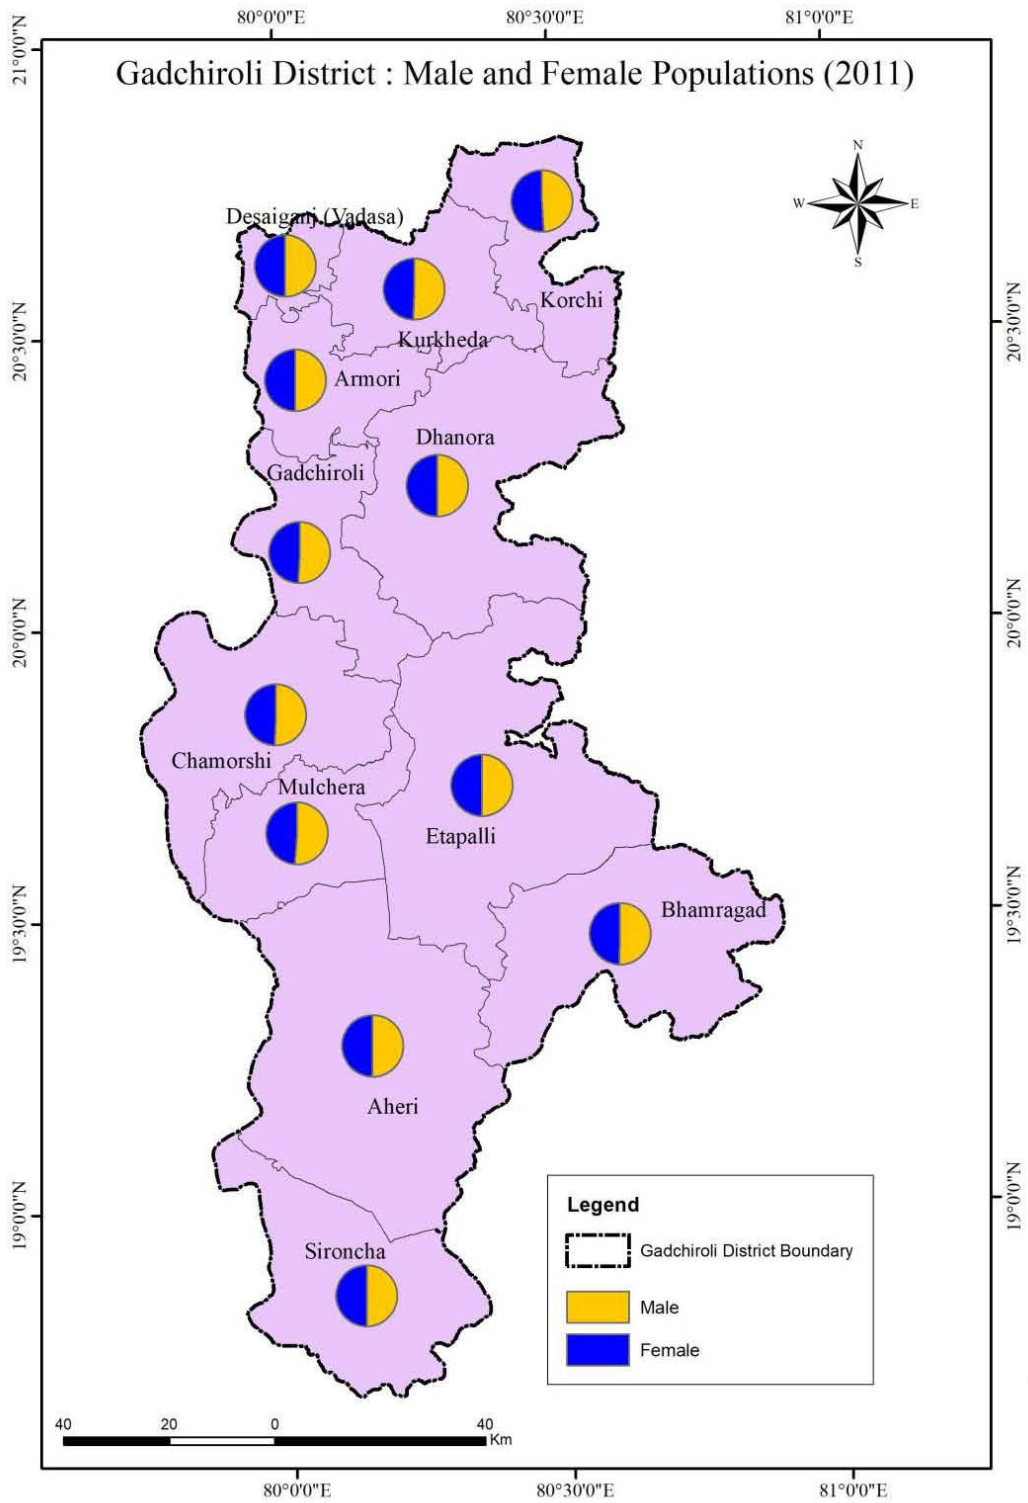 80°0'0"E
80°30'0"E
81°0'0"E
21°0'0"N
Gadchiroli District : Male and Female Populations (2011)
N
W
E
S
Desaiganj (Vadasa)
Korchi
20°30'0"N
20°30'0"N
Kurkheda
Armori
Dhanora
Gadchiroli
20°0'0"N
20°0'0"N
Chamorshi
Mulchera
Etapalli
Bhamragad
19°30'0"N
19°30'0"N
Aheri
19°0'0"N
19°0'0"N
Sironcha
Legend
Gadchiroli District Boundary
Male
Female
40 20 0 40
Km
80°0'0"E
80°30'0"E
81°0'0"E